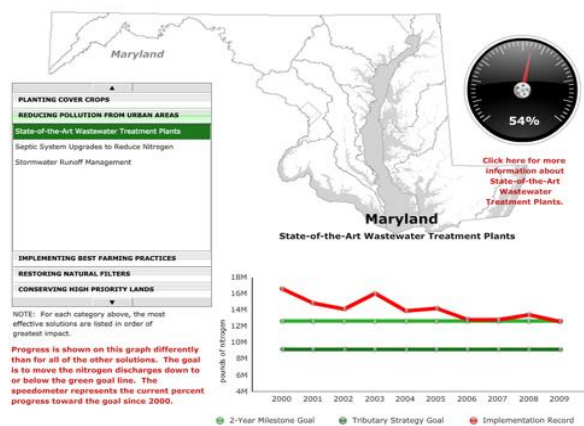 Maryland
PLANTING COVER CROPS
REDUCING POLLUTION FROM URBAN AREAS
State-of-the-Art Wastewater Treatment Plants
Septic System Upgrades to Reduce Nitrogen
Stormwater Runoff Management
IMPLEMENTING BEST FARMING PRACTICES
RESTORING NATURAL FILTERS
CONSERVING HIGH PRIORITY LANDS
NOTE: For each category above, the most
effective solutions are listed in order of
greatest impact.
Progress is shown on this graph differently
than for all of the other solutions. The goal
is to move the nitrogen discharges down to
or below the green goal line. The
speedometer represents the current percent
progress toward the goal since 2000.
54%
Click here for more
information about
State-of-the-Art
Wastewater
Treatment Plants.
Maryland
State-of-the-Art Wastewater Treatment Plants
pounds of nitrogen
18M
16M
14M
12M
10M
8M
6M
4M
2000 2001 2002 2003 2004 2005 2006 2007 2008 2009
2-Year Milestone Goal Tributary Strategy Goal Implementation Record